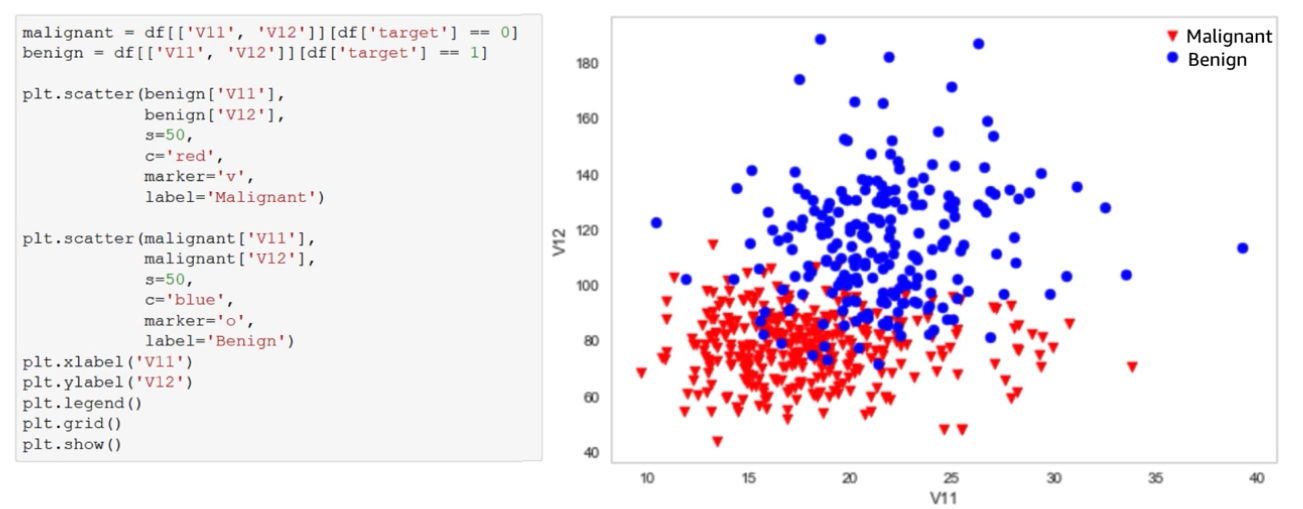 malignant = df[['V11', 'V12']][df['target'] == 0]
benign = df[['V11', 'V12']][df['target'] == 1]
plt.scatter(benign['V11'],
benign['V12'],
s=50,
c='red',
marker='v',
label='Malignant')
plt.scatter(malignant['V11'],
malignant['V12'],
s=50,
c='blue',
marker='o',
label='Benign')
plt.xlabel('V11')
plt.ylabel('V12')
plt.legend()
plt.grid()
plt.show()
Malignant
Benign
180
160
140
120
100
80
60
40
V12
10 15 20 25 30 35 40
V11